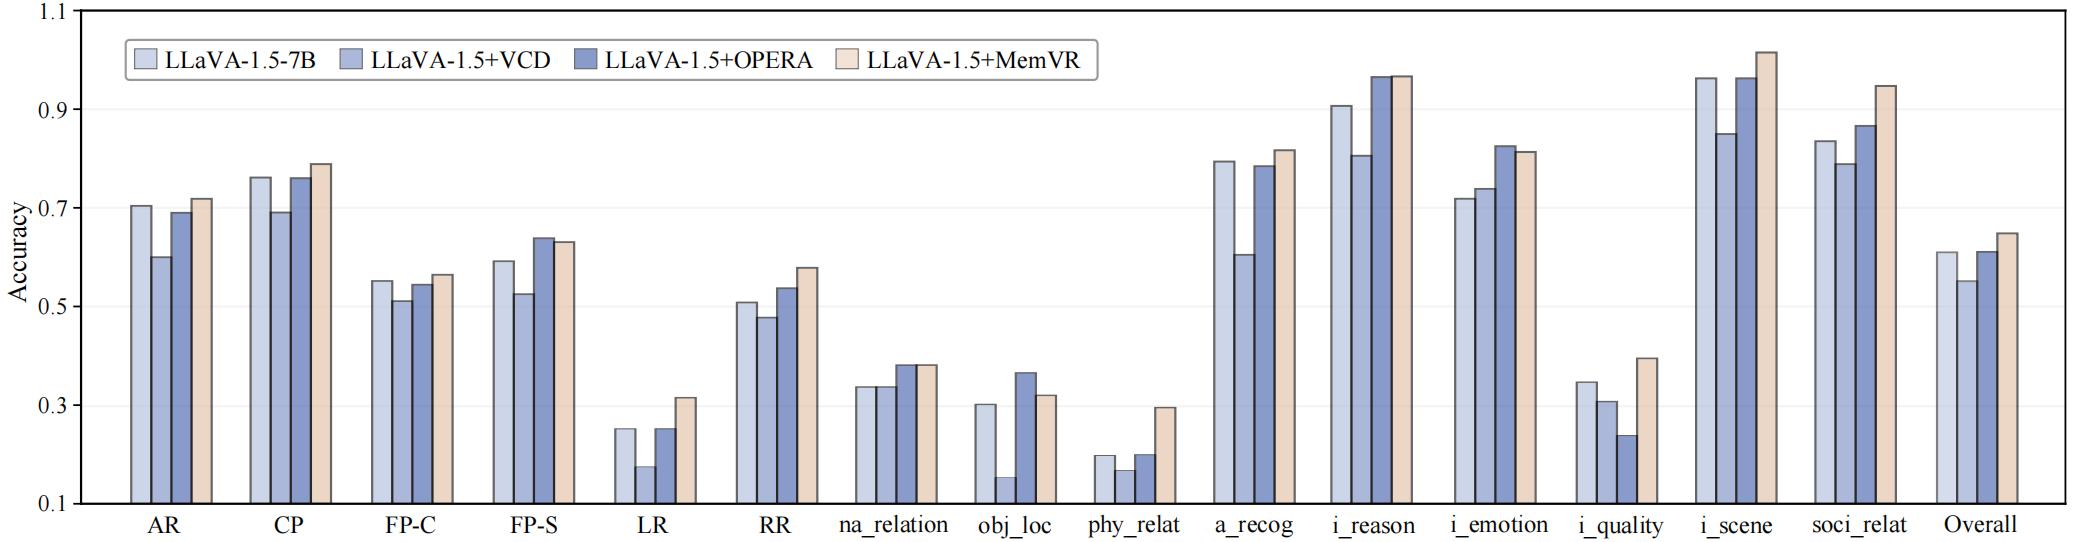 1.1
LLaVA-1.5-7B LLaVA-1.5+VCD LLaVA-1.5+OPERA LLaVA-1.5+MemVR
0.9
0.7
Accuracy
0.5
0.3
0.1
AR CP FP-C FP-S LR RR na_relation obj_loc phy_relat a_recog i_reason i_emotion i_quality i_scene soci_relat Overall